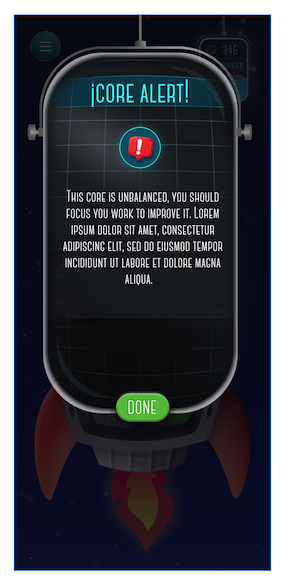 345
¡CORE ALERT!
This core is unbalanced, you should
focus you work to improve it. Lorem
ipsum dolor sit amet, consectetur
adipiscing elit, sed do eiusmod tempor
incididunt ut labore et dolore magna
aliqua.
DONE